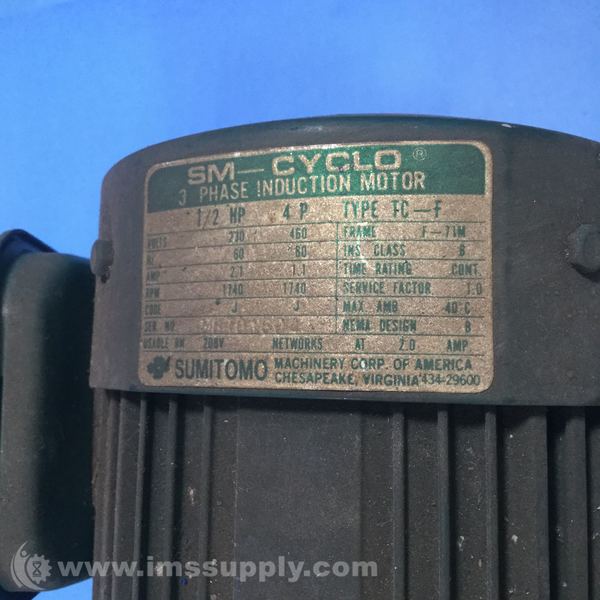 SM-CYCLO ®
3 PHASE INDUCTION MOTOR
1/2 HP 4 P TYPE TC-F
VOLTS 230 460 FRAME F-71M
HZ 60 60 INS CLASS B
AMP 2.1 1.1 TIME RATING CONT.
RPM 1740 1740 SERVICE FACTOR 1.0
CODE J J MAX AMB 40 C
SER NO. NEMA DESIGN B
USABLE ON 208V NETWORKS AT 2.0 AMP
SUMITOMO MACHINERY CORP. OF AMERICA
CHESAPEAKE, VIRGINIA 434-29600
© www.imssupply.com/